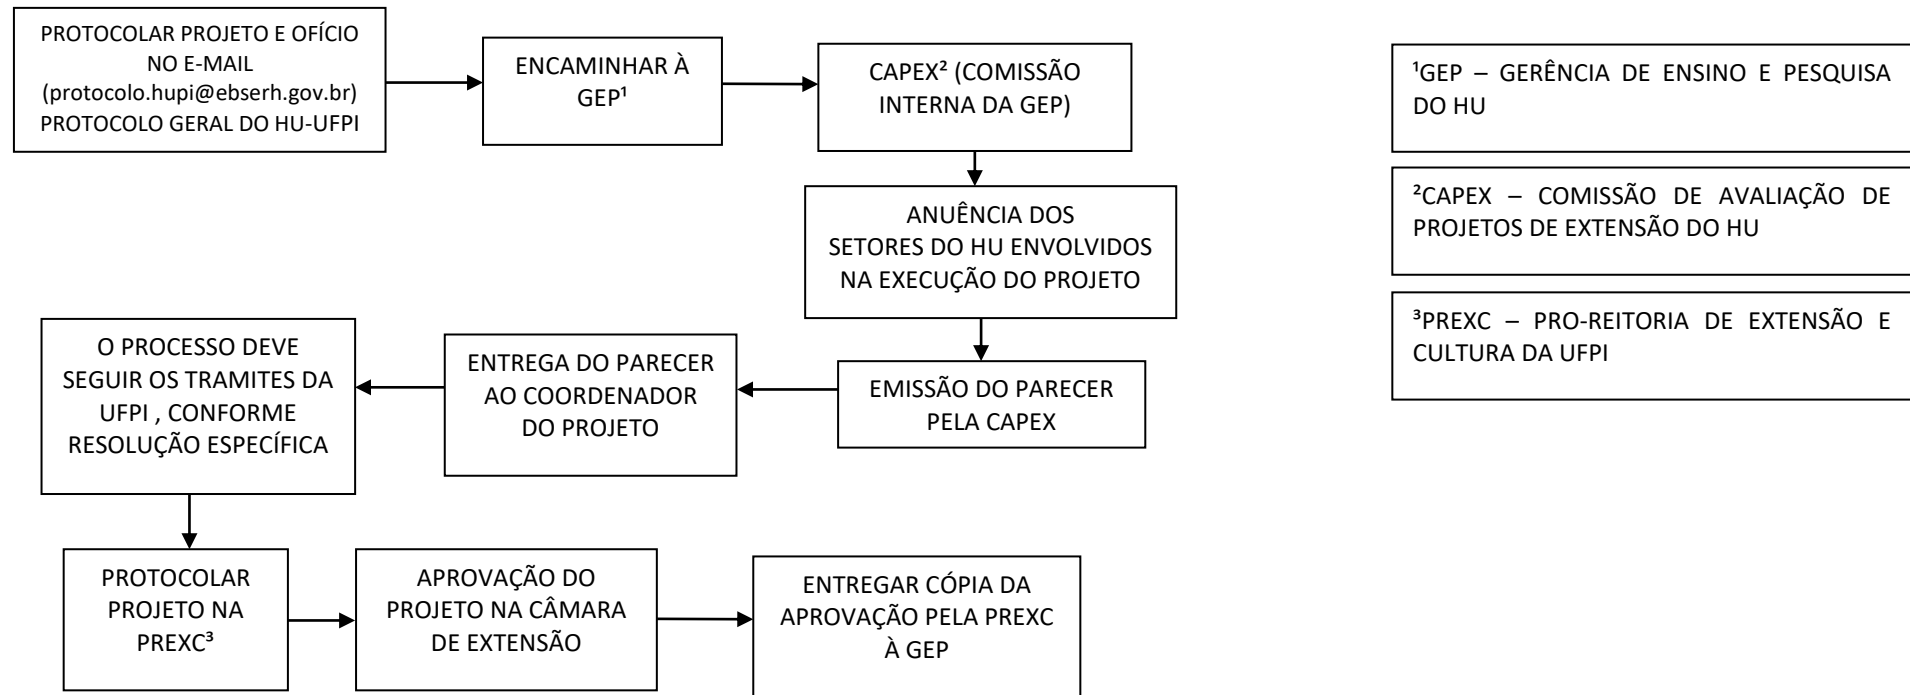 PROTOCOLAR PROJETO E OFÍCIO
NO E-MAIL
(protocolo.hupi@ebserh.gov.br)
PROTOCOLO GERAL DO HU-UFPI
ENCAMINHAR À
GEP¹
CAPEX² (COMISSÃO
INTERNA DA GEP)
ANUÊNCIA DOS
SETORES DO HU ENVOLVIDOS
NA EXECUÇÃO DO PROJETO
EMISSÃO DO PARECER
PELA CAPEX
ENTREGA DO PARECER
AO COORDENADOR
DO PROJETO
O PROCESSO DEVE
SEGUIR OS TRAMITES DA
UFPI , CONFORME
RESOLUÇÃO ESPECÍFICA
PROTOCOLAR
PROJETO NA
PREXC³
APROVAÇÃO DO
PROJETO NA CÂMARA
DE EXTENSÃO
ENTREGAR CÓPIA DA
APROVAÇÃO PELA PREXC
À GEP
¹GEP – GERÊNCIA DE ENSINO E PESQUISA
DO HU
²CAPEX – COMISSÃO DE AVALIAÇÃO DE
PROJETOS DE EXTENSÃO DO HU
³PREXC – PRO-REITORIA DE EXTENSÃO E
CULTURA DA UFPI